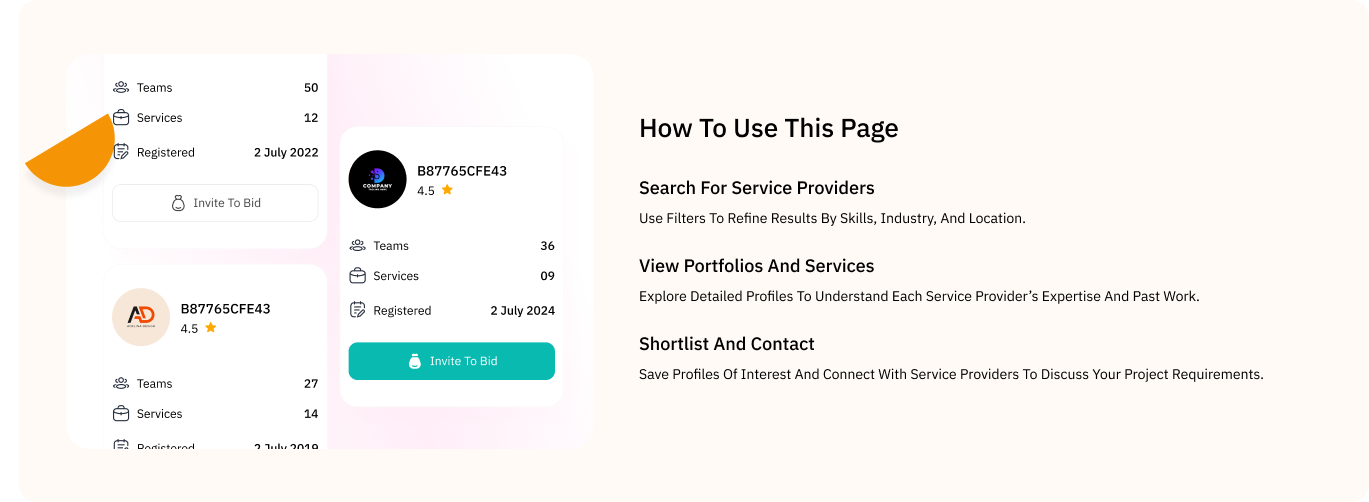 Teams 50
Services 12
Registered 2 July 2022
Invite To Bid
B87765CFE43
4.5
Teams 27
Services 14
Registered 2 July 2019
COMPANY
B87765CFE43
4.5
Teams 36
Services 09
Registered 2 July 2024
Invite To Bid
How To Use This Page
Search For Service Providers
Use Filters To Refine Results By Skills, Industry, And Location.
View Portfolios And Services
Explore Detailed Profiles To Understand Each Service Provider’s Expertise And Past Work.
Shortlist And Contact
Save Profiles Of Interest And Connect With Service Providers To Discuss Your Project Requirements.